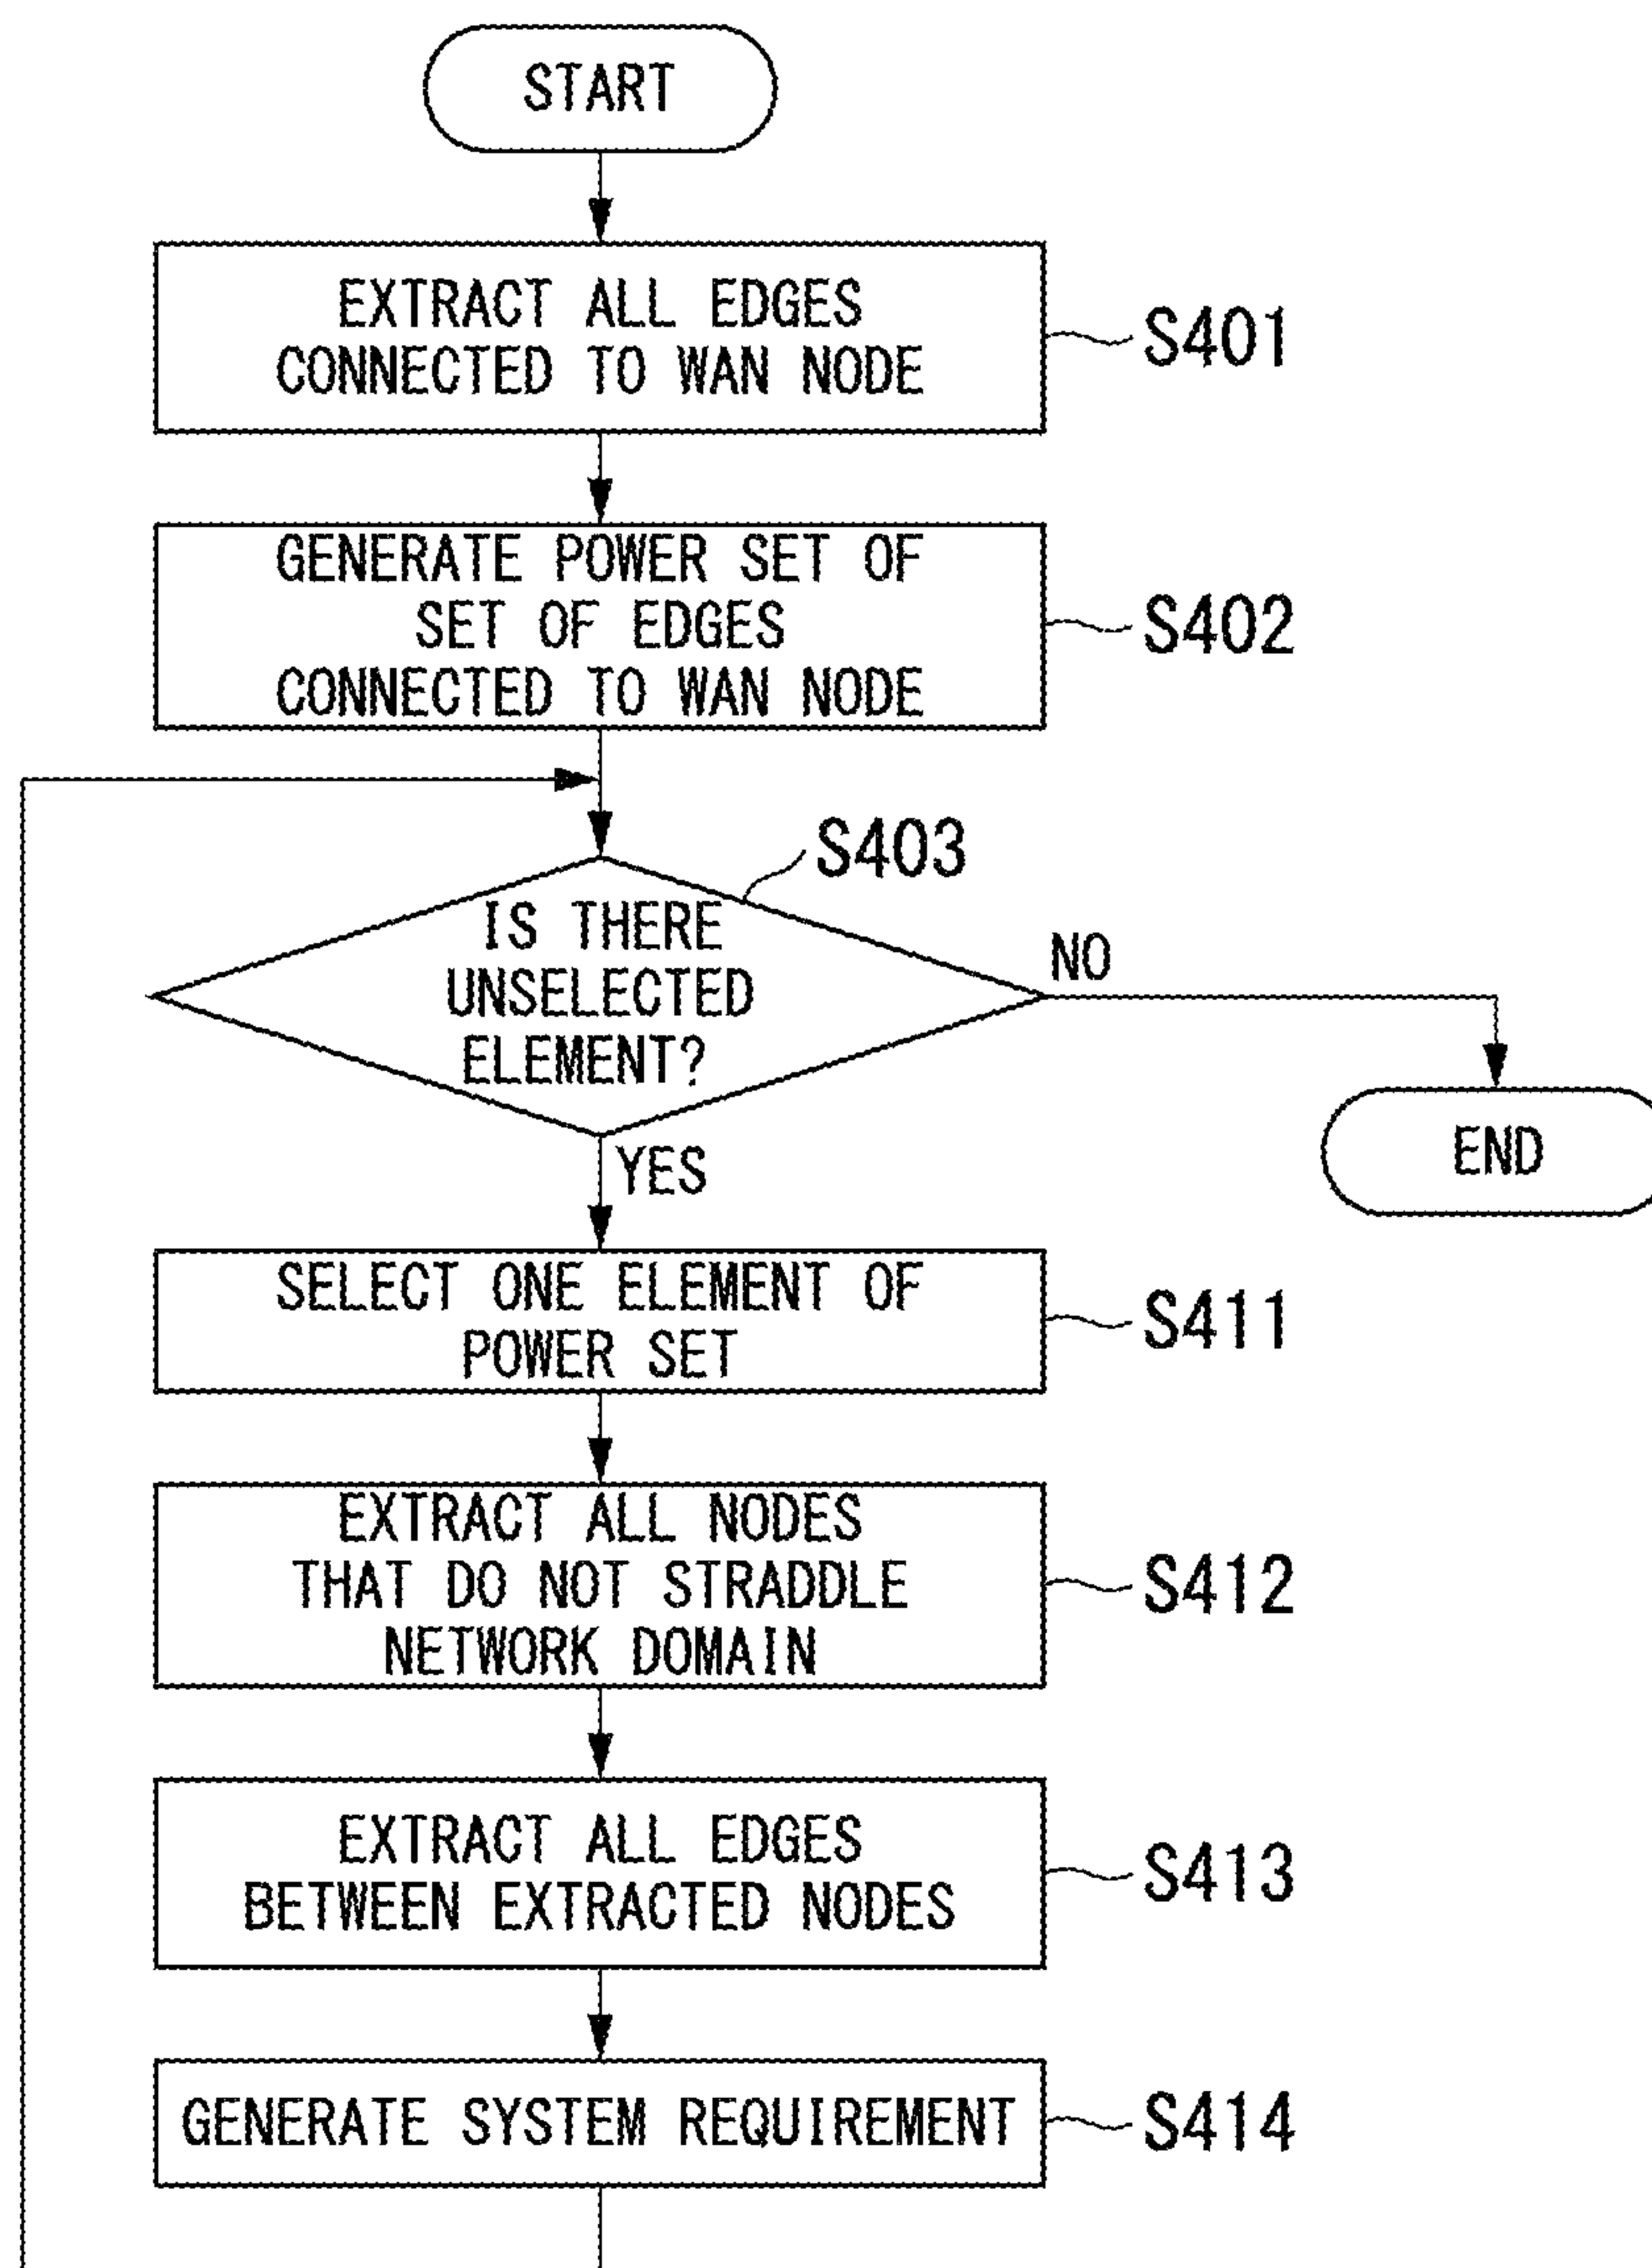 START
EXTRACT ALL EDGES
CONNECTED TO WAN NODE
S401
GENERATE POWER SET OF
SET OF EDGES
CONNECTED TO WAN NODE
S402
S403
IS THERE
UNSELECTED
ELEMENT?
NO
END
YES
SELECT ONE ELEMENT OF
POWER SET
S411
EXTRACT ALL NODES
THAT DO NOT STRADDLE
NETWORK DOMAIN
S412
EXTRACT ALL EDGES
BETWEEN EXTRACTED NODES
S413
GENERATE SYSTEM REQUIREMENT
S414